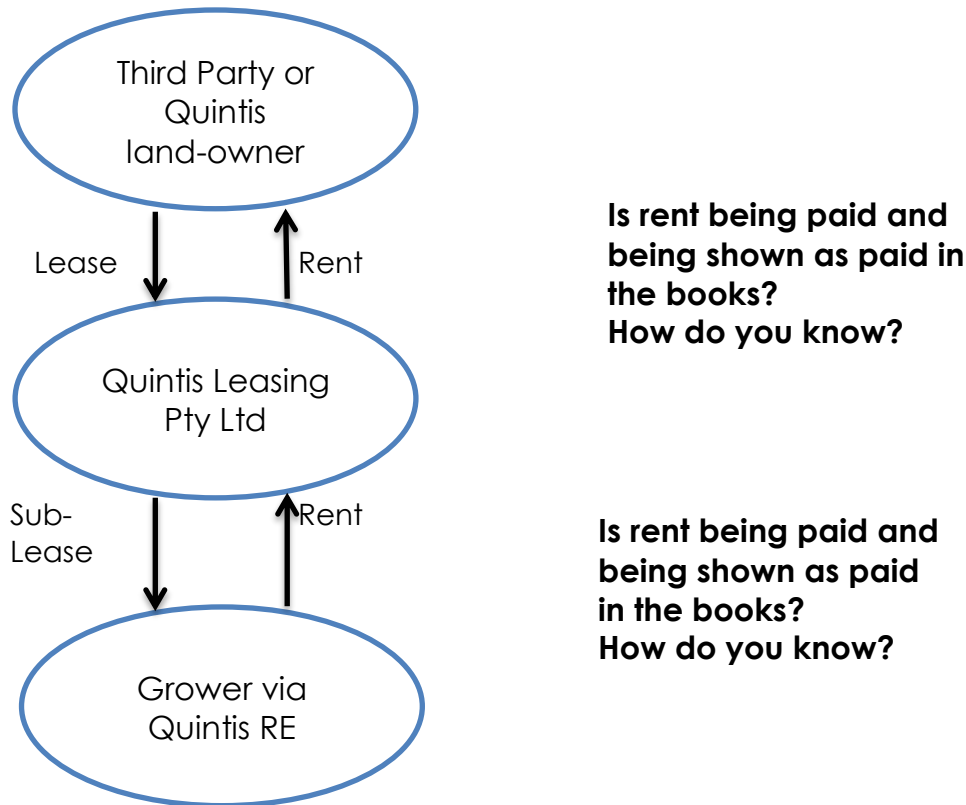 Third Party or
Quintis
land-owner
Lease
Rent
Is rent being paid and
being shown as paid in
the books?
How do you know?
Quintis Leasing
Pty Ltd
Sub-
Lease
Rent
Is rent being paid and
being shown as paid
in the books?
How do you know?
Grower via
Quintis RE